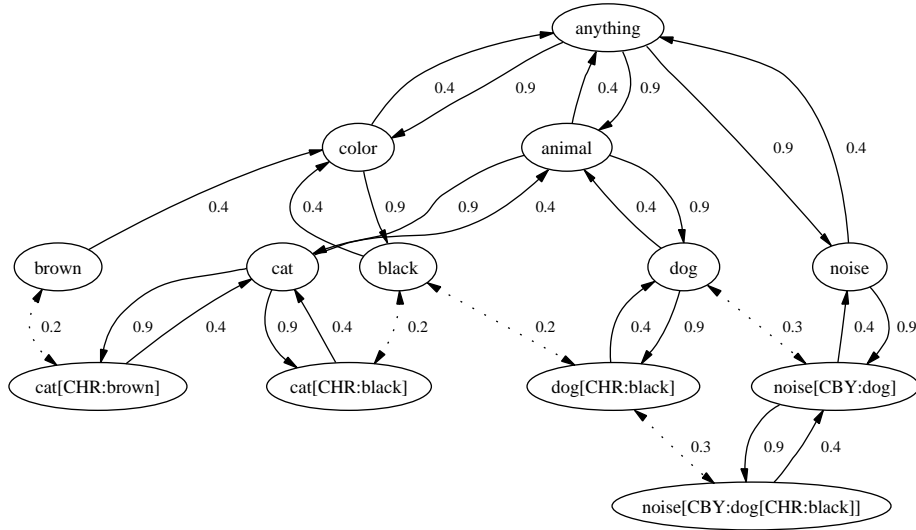 anything
0.4
0.9
0.4
0.9
color
animal
0.9
0.4
0.4
0.4
0.9
0.9
0.4
0.4
0.9
brown
cat
black
dog
noise
0.2
0.9
0.4
0.9
0.4
0.2
0.2
0.4
0.9
0.3
0.4
0.9
cat[CHR:brown]
cat[CHR:black]
dog[CHR:black]
noise[CBY:dog]
0.3
0.9
0.4
noise[CBY:dog[CHR:black]]